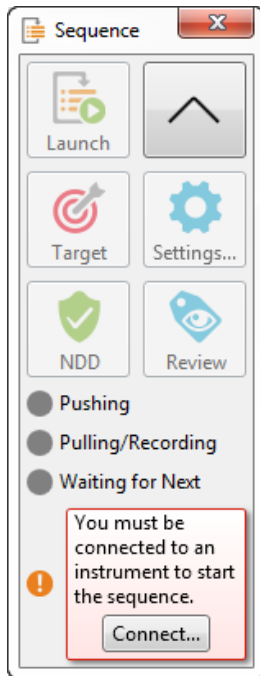 Sequence
Launch
Target
Settings...
NDD
Review
Pushing
Pulling/Recording
Waiting for Next
You must be
connected to an
instrument to start
the sequence.
Connect...